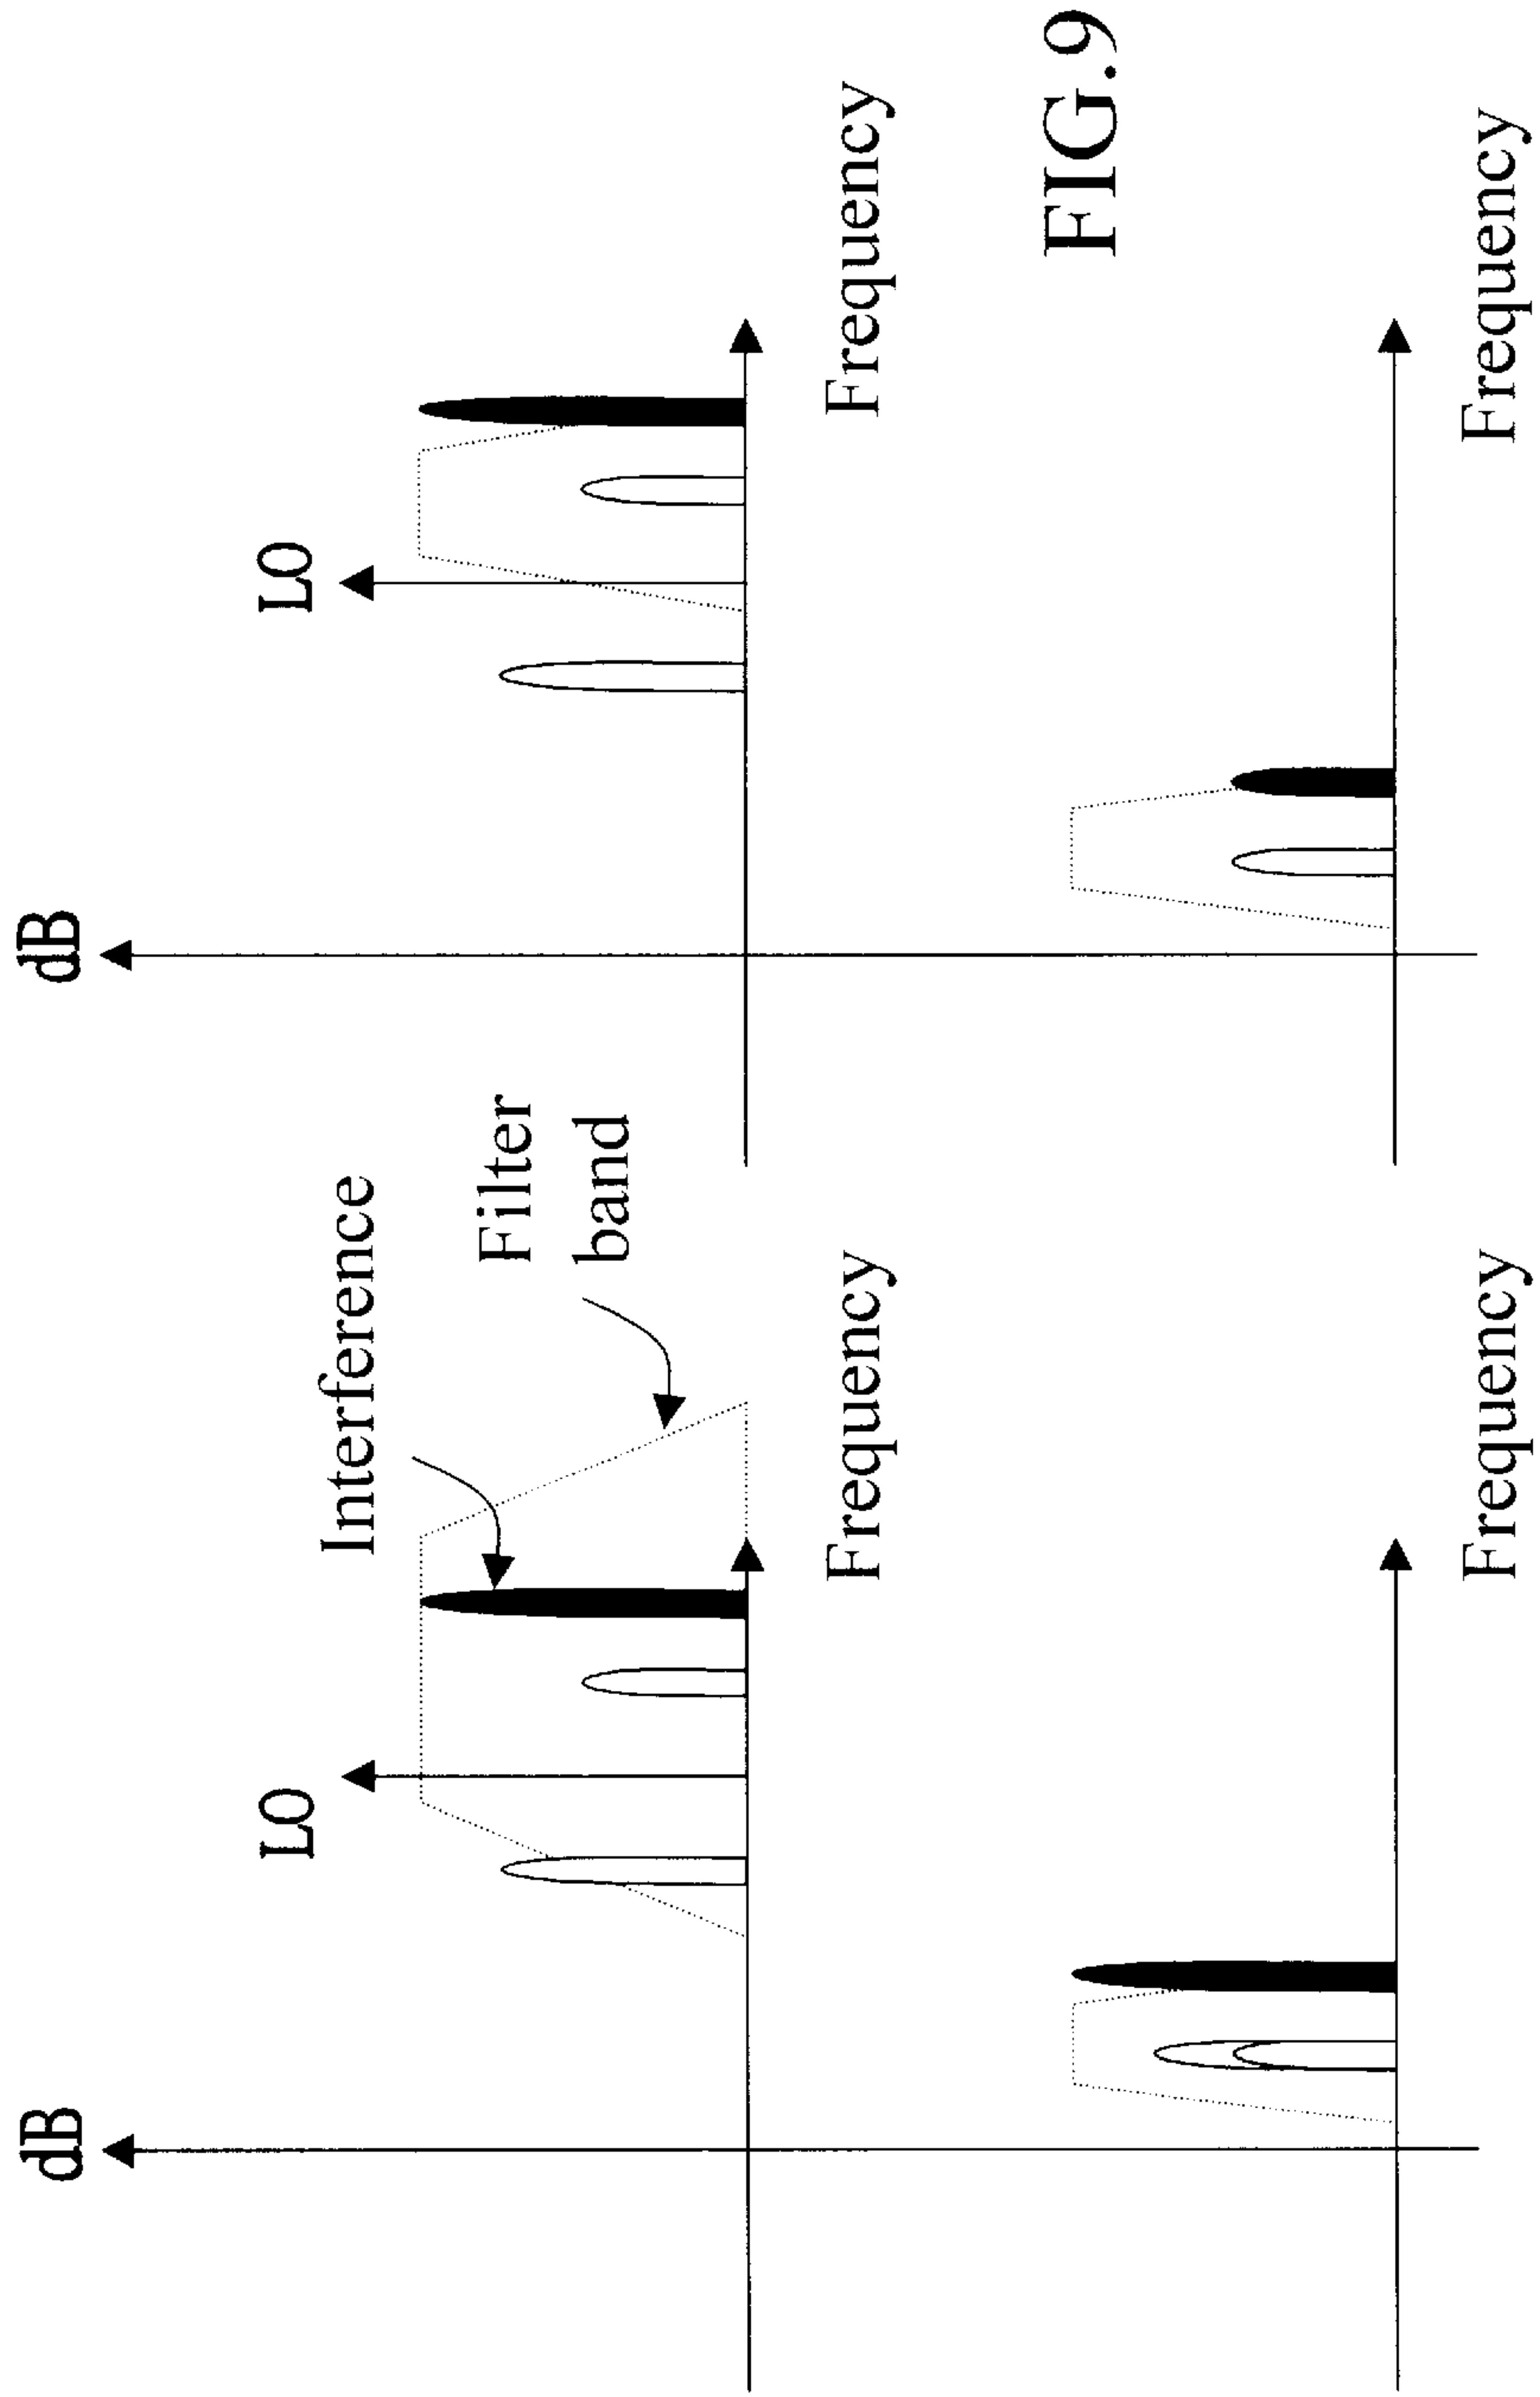 dB
LO
Interference
Filter
band
Frequency
Frequency
dB
LO
Frequency
FIG.9
Frequency